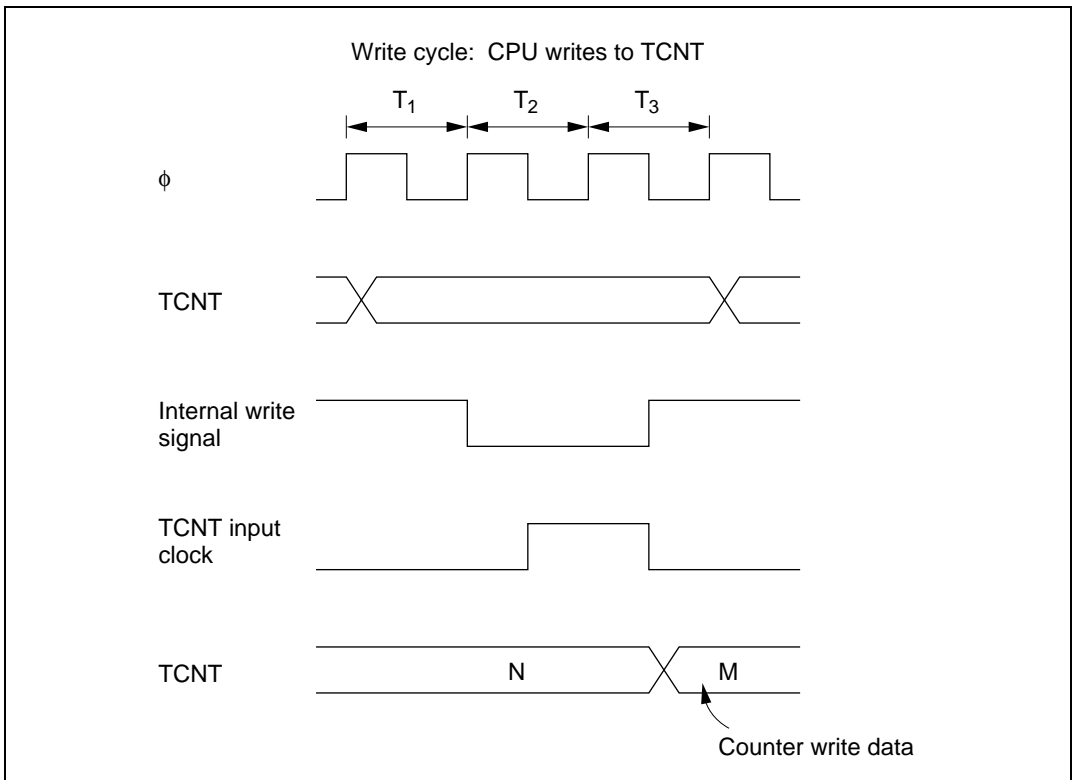 Write cycle: CPU writes to TCNT
T1 T2 T3
φ
TCNT
Internal write
signal
TCNT input
clock
TCNT
N
M
Counter write data